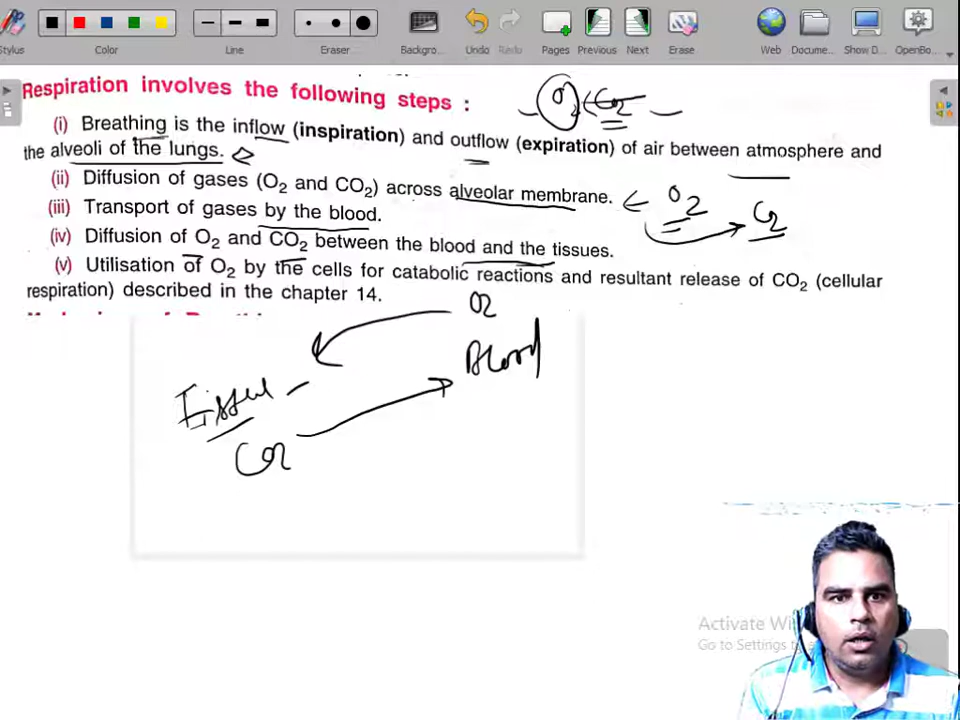 Stylus Color Line Eraser Backgro... Undo Redo Pages Previous Next Erase Web Docume... Show D... OpenBo...
Respiration involves the following steps :
O2 CO2
(i) Breathing is the inflow (inspiration) and outflow (expiration) of air between atmosphere and
the alveoli of the lungs.
(ii) Diffusion of gases (O2 and CO2) across alveolar membrane.
O2 CO2
(iii) Transport of gases by the blood.
(iv) Diffusion of O2 and CO2 between the blood and the tissues.
(v) Utilisation of O2 by the cells for catabolic reactions and resultant release of CO2 (cellular
respiration) described in the chapter 14.
O2
Blood
Tissue
CO2
Activate Wi
Go to Settings t